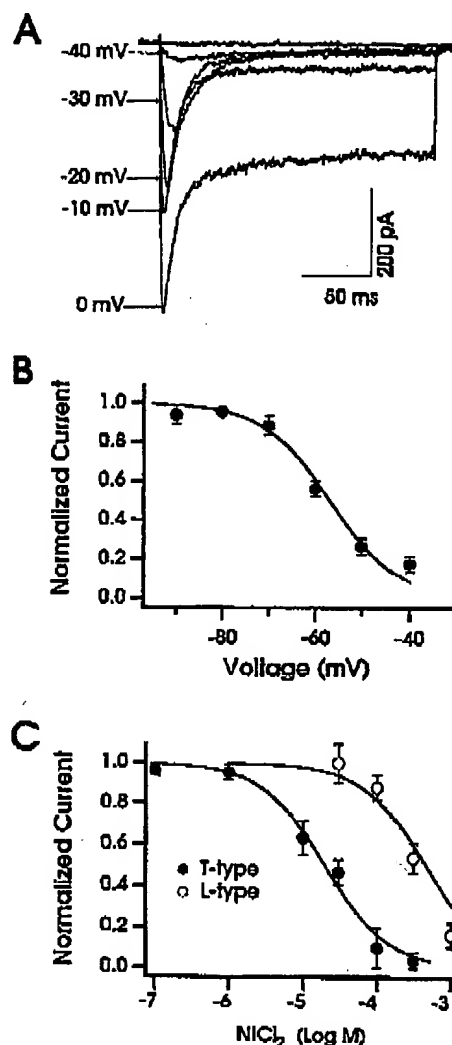 A
-40 mV
-30mV
-20 mV
-10 mV
0 mV
200 pA
50 ms
B
Normalized Current
1.0
0.8
0.6
0.4
0.2
0.0
-80
-60
-40
Voltage (mV)
C
Normalized Current
1.0
0.8
0.6
0.4
0.2
0.0
T-type
L-type
-7
-6
-5
-4
-3
NiCl2 (Log M)